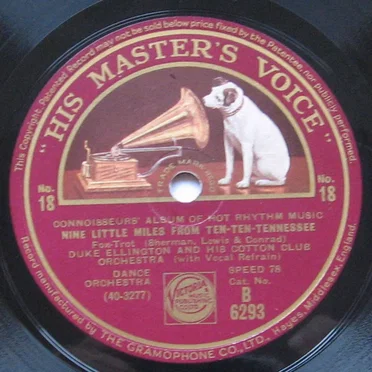 This Copyright Patented Record may not be sold below price fixed by the Patentee, nor publicly performed.
"HIS MASTER'S VOICE"
TRADE MARK REGD
No.
18
No.
18
CONNOISSEURS' ALBUM OF HOT RHYTHM MUSIC
NINE LITTLE MILES FROM TEN-TEN-TENNESSEE
Fox-Trot (Sherman, Lewis & Conrad)
DUKE ELLINGTON AND HIS COTTON CLUB
ORCHESTRA (with Vocal Refrain)
DANCE
ORCHESTRA
(40-3277)
SPEED 78
Cat. No.
B
6293
Manufactured by THE GRAMOPHONE CO., LTD., Hayes, Middlesex, England.